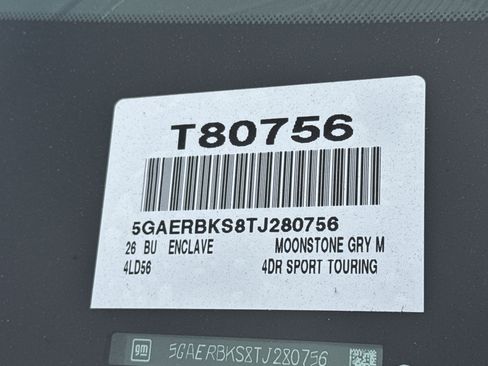 T80756
5GAERBKS8TJ280756
26 BU ENCLAVE MOONSTONE GRY M
4LD56 4DR SPORT TOURING
gm 5GAERBKS8TJ280756